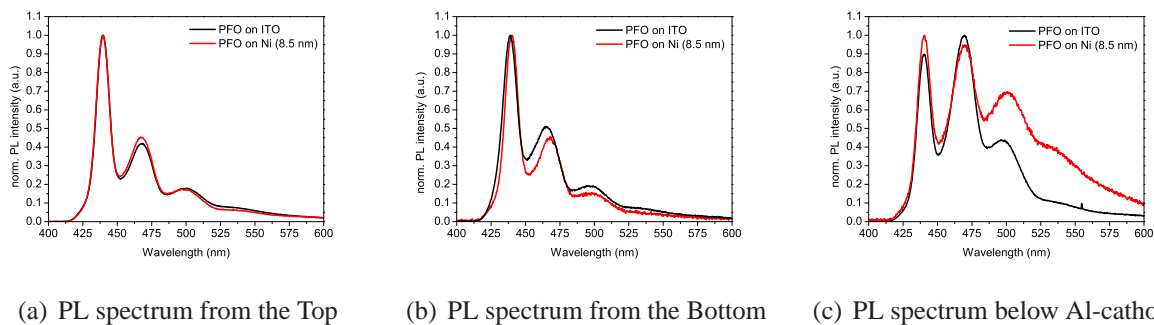 1.1
1.0
0.9
0.8
0.7
0.6
0.5
0.4
0.3
0.2
0.1
0.0
norm. PL intensity (a.u.)
PFO on ITO
PFO on Ni (8.5 nm)
400 425 450 475 500 525 550 575 600
Wavelength (nm)
1.1
1.0
0.9
0.8
0.7
0.6
0.5
0.4
0.3
0.2
0.1
0.0
norm. PL intensity (a.u.)
PFO on ITO
PFO on Ni (8.5 nm)
400 425 450 475 500 525 550 575 600
Wavelength (nm)
1.1
1.0
0.9
0.8
0.7
0.6
0.5
0.4
0.3
0.2
0.1
0.0
norm. PL intensity (a.u.)
PFO on ITO
PFO on Ni (8.5 nm)
400 425 450 475 500 525 550 575 600
Wavelength (nm)
(a) PL spectrum from the Top
(b) PL spectrum from the Bottom
(c) PL spectrum below Al-catho